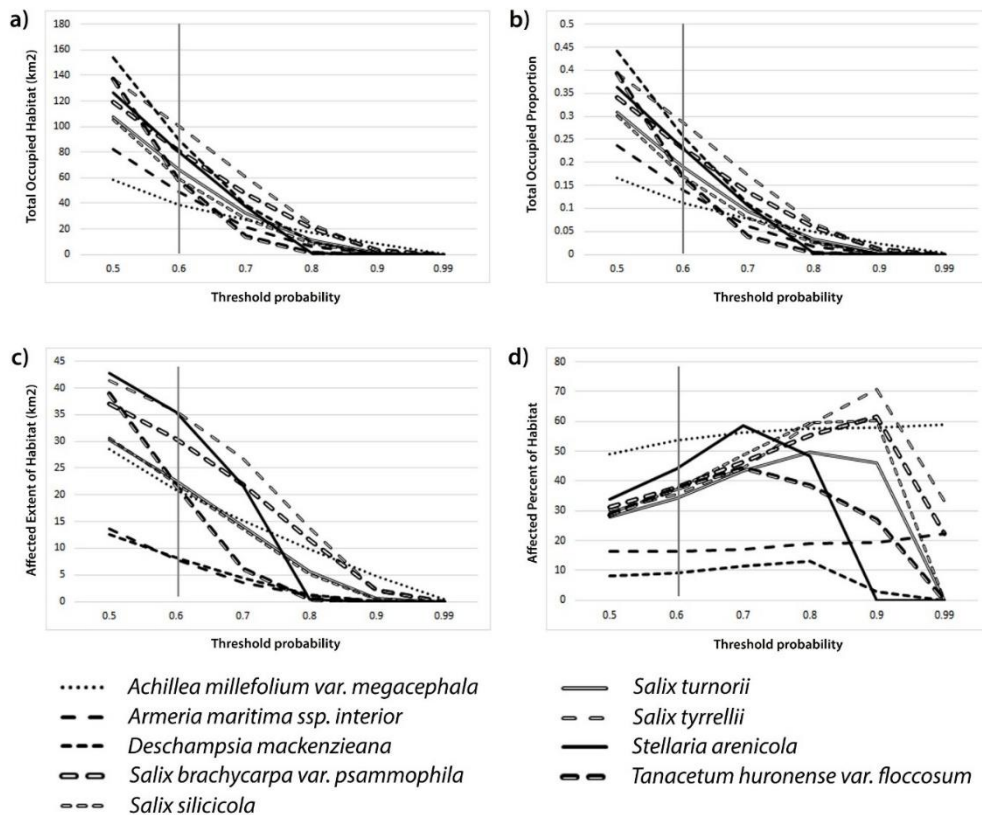 a)
Total Occupied Habitat (km2)
180
160
140
120
100
80
60
40
20
0
0.5 0.6 0.7 0.8 0.9 0.99
Threshold probability
b)
Total Occupied Proportion
0.5
0.45
0.4
0.35
0.3
0.25
0.2
0.15
0.1
0.05
0
0.5 0.6 0.7 0.8 0.9 0.99
Threshold probability
c)
Affected Extent of Habitat (km2)
45
40
35
30
25
20
15
10
5
0
0.5 0.6 0.7 0.8 0.9 0.99
Threshold probability
d)
Affected Percent of Habitat
80
70
60
50
40
30
20
10
0
0.5 0.6 0.7 0.8 0.9 0.99
Threshold probability
Achillea millefolium var. megacephala
Armeria maritima ssp. interior
Deschampsia mackenzieana
Salix brachycarpa var. psammophila
Salix silicicola
Salix turnorii
Salix tyrrellii
Stellaria arenicola
Tanacetum huronense var. floccosum